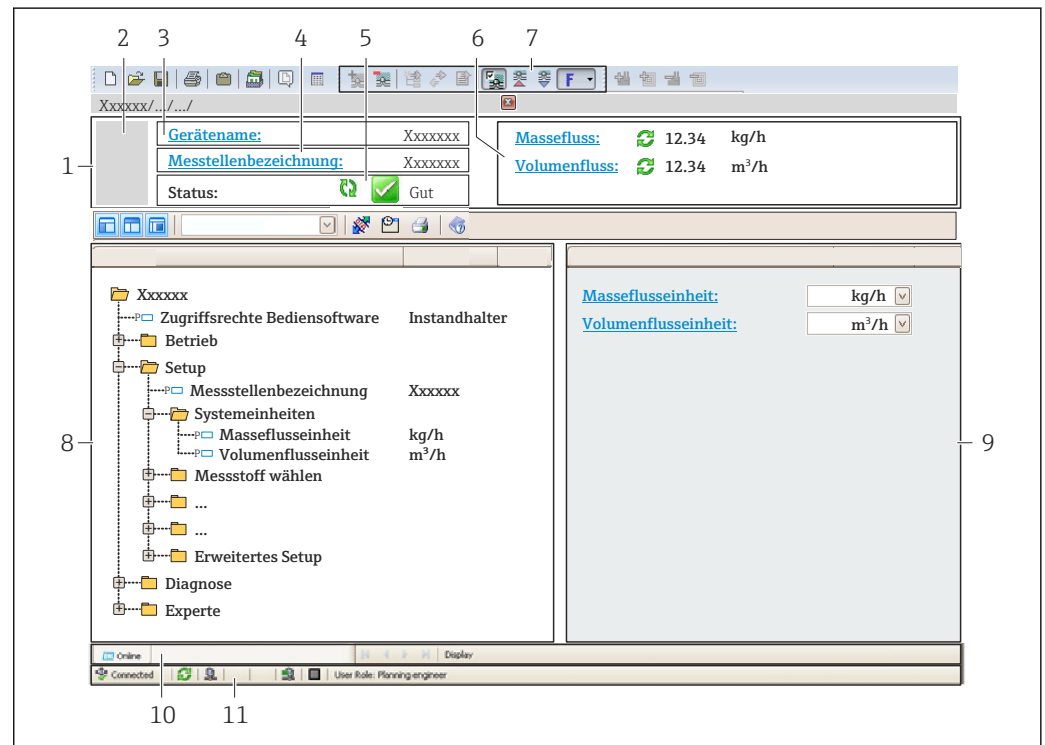 2 3 4 5 6 7
F
Xxxxxx/.../.../
1
Gerätename: Xxxxxxx
Messtellenbezeichnung: Xxxxxxx
Status: Gut
Massefluss: 12.34 kg/h
Volumenfluss: 12.34 m³/h
Xxxxxx
P Zugriffsrechte Bediensoftware Instandhalter
Betrieb
Setup
P Messstellenbezeichnung Xxxxxx
Systemeinheiten
P Masseflusseinheit kg/h
P Volumenflusseinheit m³/h
Messstoff wählen
...
...
Erweitertes Setup
Diagnose
Experte
8
Masseflusseinheit: kg/h
Volumenflusseinheit: m³/h
9
Online Display
Connected User Role: Planning engineer
10 11